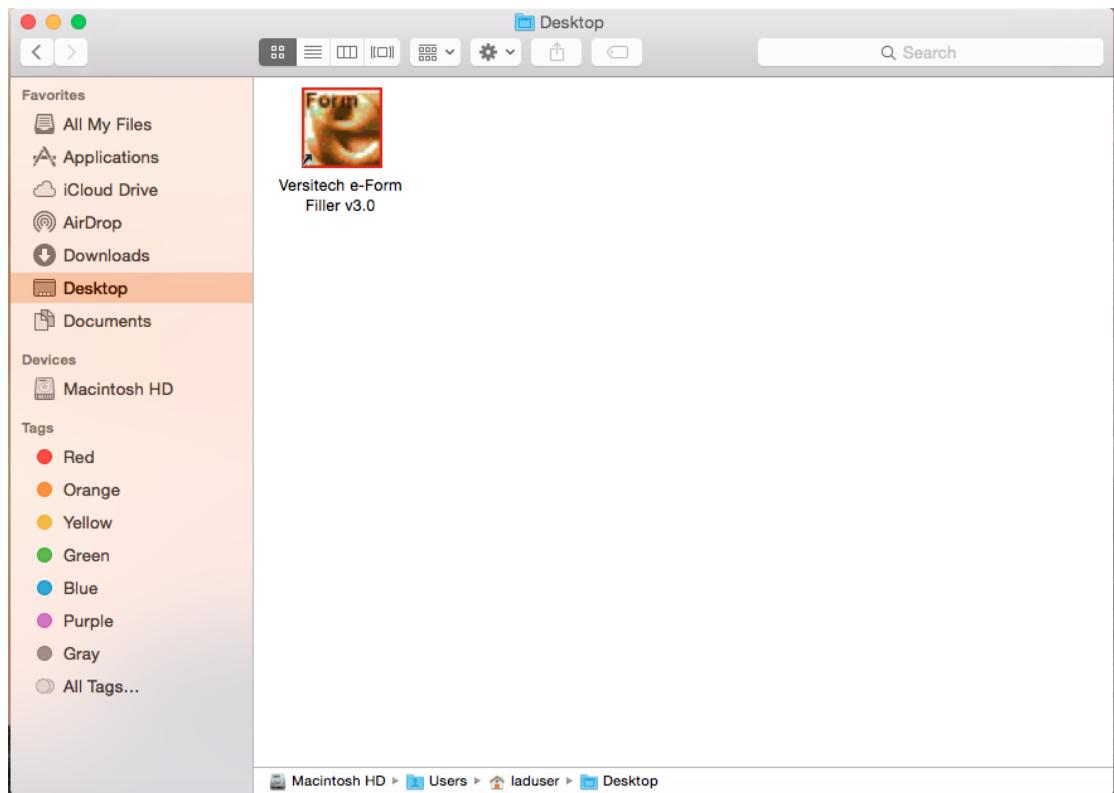 Desktop
Search
Favorites
All My Files
Applications
iCloud Drive
AirDrop
Downloads
Desktop
Documents
Devices
Macintosh HD
Tags
Red
Orange
Yellow
Green
Blue
Purple
Gray
All Tags...
Form
e
Versitech e-Form
Filler v3.0
Macintosh HD ▸ Users ▸ laduser ▸ Desktop